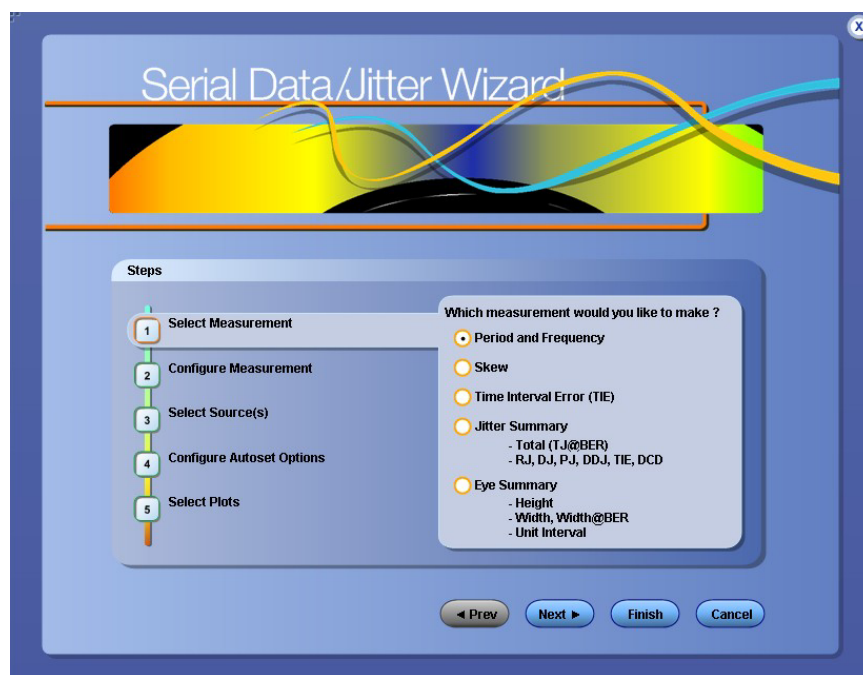 X
Serial Data/Jitter Wizard
Steps
1 Select Measurement
2 Configure Measurement
3 Select Source(s)
4 Configure Autoset Options
5 Select Plots
Which measurement would you like to make ?
Period and Frequency
Skew
Time Interval Error (TIE)
Jitter Summary
- Total (TJ@BER)
- RJ, DJ, PJ, DDJ, TIE, DCD
Eye Summary
- Height
- Width, Width@BER
- Unit Interval
◄ Prev Next ► Finish Cancel